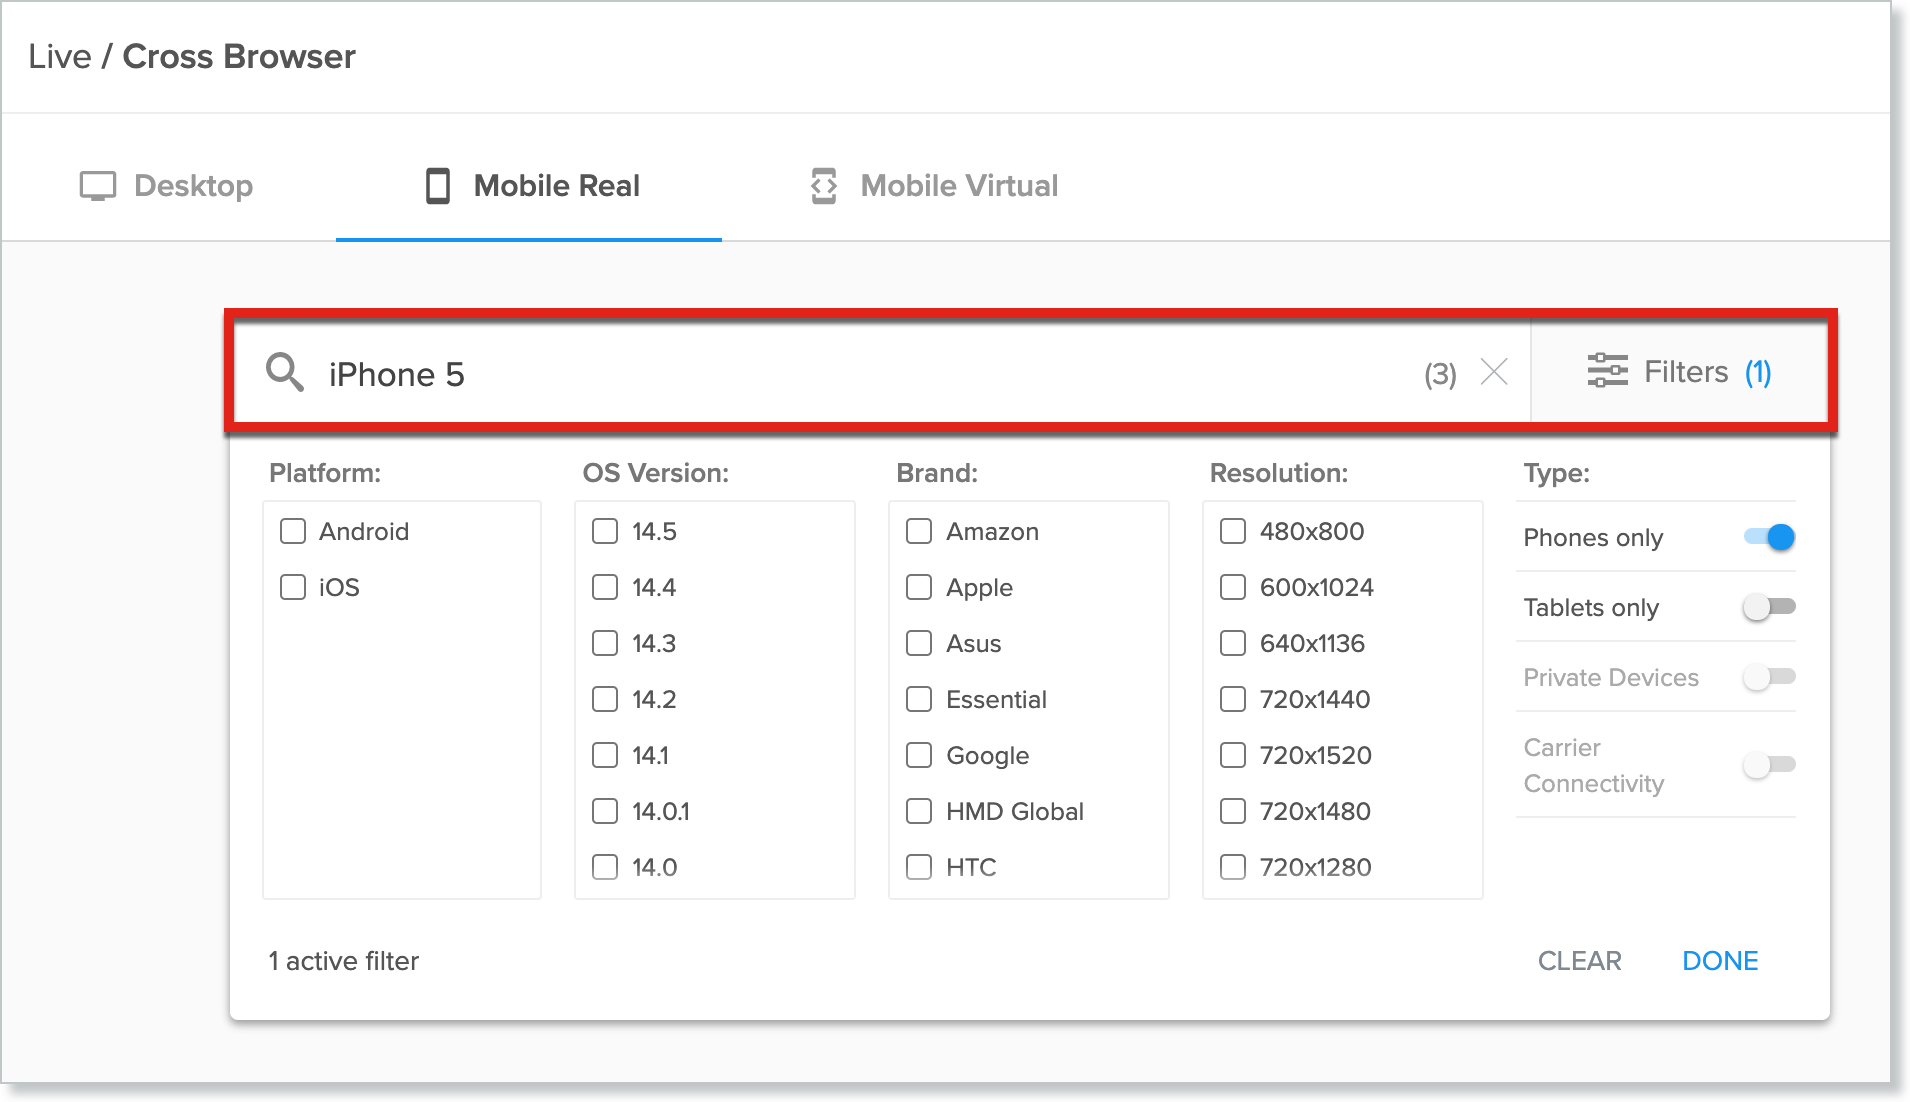 Live / Cross Browser
Desktop
Mobile Real
Mobile Virtual
iPhone 5
(3)
Filters (1)
Platform:
Android
iOS
OS Version:
14.5
14.4
14.3
14.2
14.1
14.0.1
14.0
Brand:
Amazon
Apple
Asus
Essential
Google
HMD Global
HTC
Resolution:
480x800
600x1024
640x1136
720x1440
720x1520
720x1480
720x1280
Type:
Phones only
Tablets only
Private Devices
Carrier
Connectivity
1 active filter
CLEAR
DONE